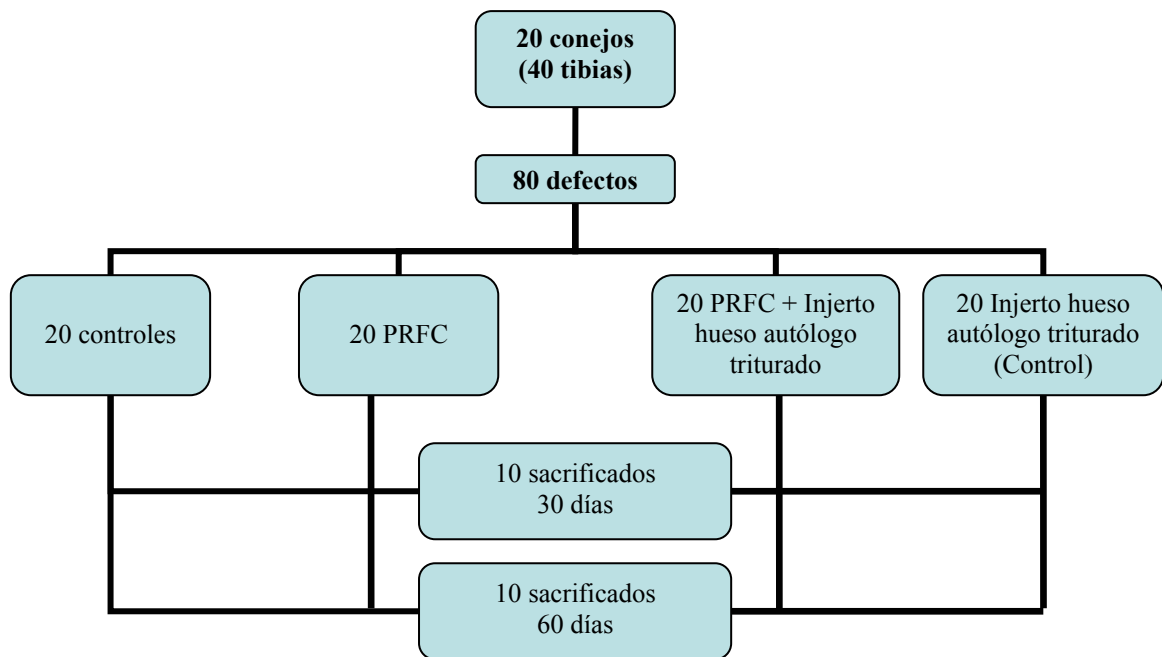 20 conejos
(40 tibias)
80 defectos
20 controles
20 PRFC
20 PRFC + Injerto
hueso autólogo
triturado
20 Injerto hueso
autólogo triturado
(Control)
10 sacrificados
30 días
10 sacrificados
60 días